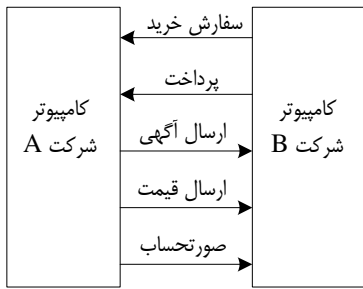 سفارش خرید
پرداخت
ارسال آگهی
ارسال قیمت
صورتحساب
کامپیوتر
شرکت B
کامپیوتر
شرکت A